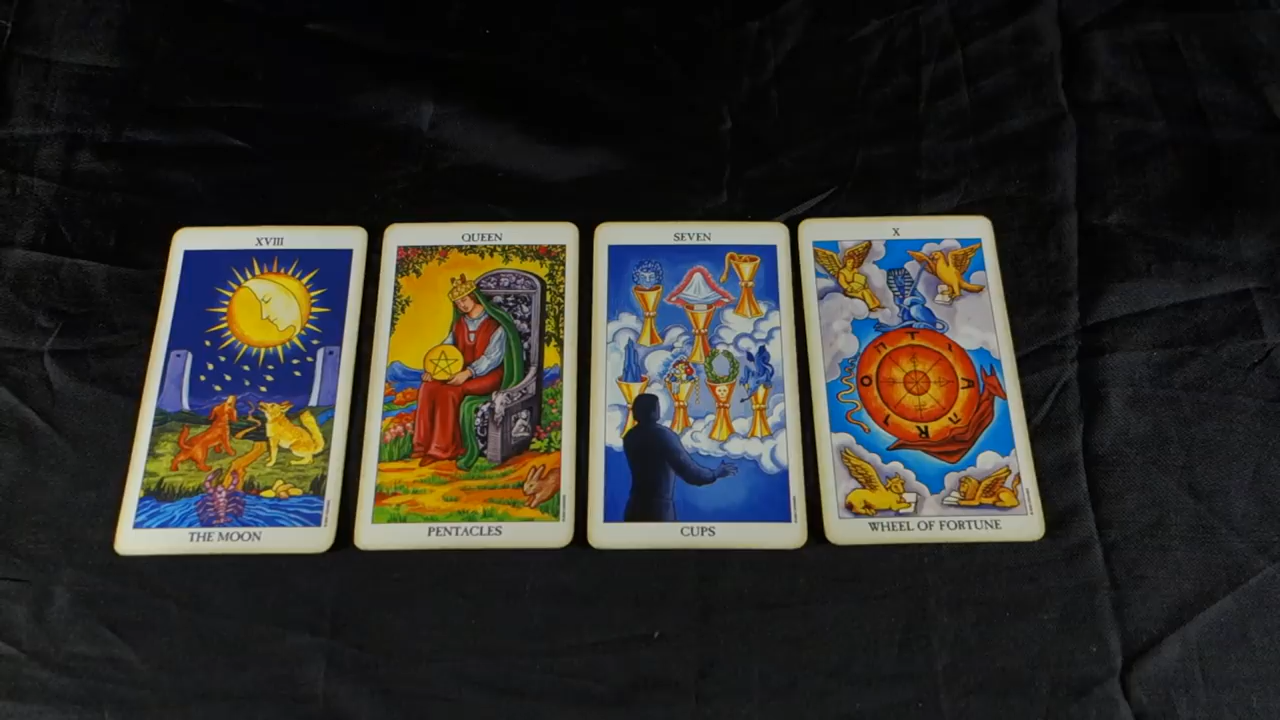 XVIII
THE MOON
QUEEN
PENTACLES
SEVEN
CUPS
X
WHEEL OF FORTUNE